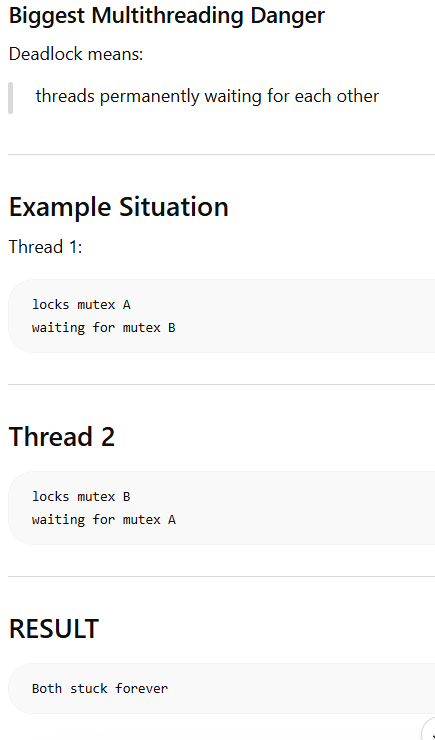 Biggest Multithreading Danger
Deadlock means:
threads permanently waiting for each other
Example Situation
Thread 1:
locks mutex A
waiting for mutex B
Thread 2
locks mutex B
waiting for mutex A
RESULT
Both stuck forever